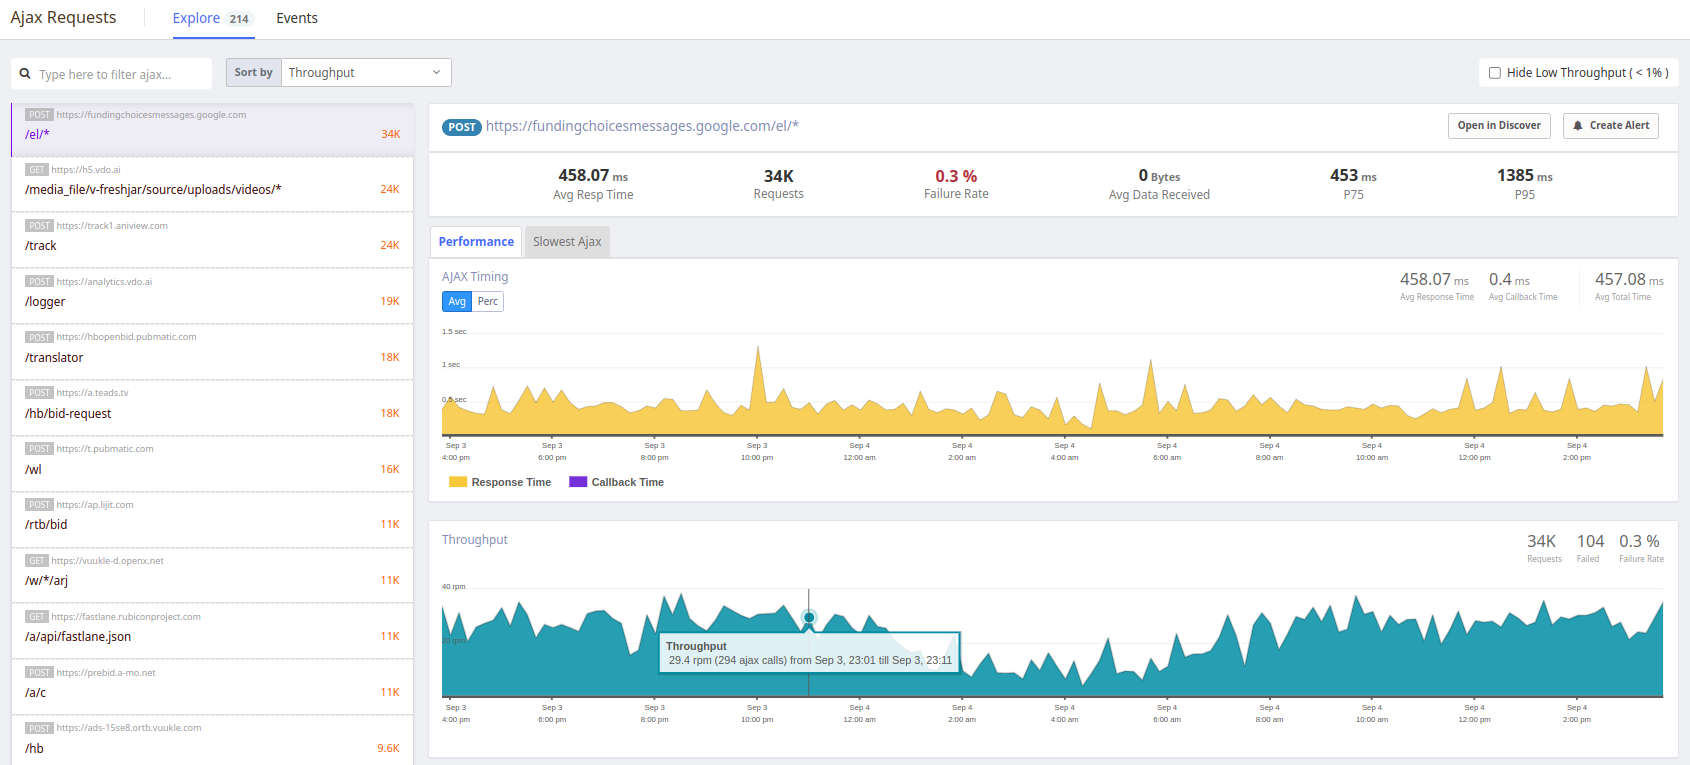 Ajax Requests
Explore 214
Events
Type here to filter ajax...
Sort by Throughput
Hide Low Throughput ( < 1% )
POST https://fundingchoicesmessages.google.com
/el/* 34K
GET https://h5.vdo.ai
/media_file/v-freshjar/source/uploads/videos/* 24K
POST https://track1.aniview.com
/track 24K
POST https://analytics.vdo.ai
/logger 19K
POST https://hbopenbid.pubmatic.com
/translator 18K
POST https://a.teads.tv
/hb/bid-request 18K
POST https://t.pubmatic.com
/wl 16K
POST https://ap.lijit.com
/rtb/bid 11K
GET https://vuukle-d.openx.net
/w/*/arj 11K
GET https://fastlane.rubiconproject.com
/a/api/fastlane.json 11K
POST https://prebid.a-mo.net
/a/c 11K
POST https://ads-15se8.ortb.vuukle.com
/hb 9.6K
POST https://fundingchoicesmessages.google.com/el/*
Open in Discover
Create Alert
458.07 ms 34K 0.3 % 0 Bytes 453 ms 1385 ms
Avg Resp Time Requests Failure Rate Avg Data Received P75 P95
Performance Slowest Ajax
AJAX Timing
Avg Perc
458.07 ms 0.4 ms 457.08 ms
Avg Response Time Avg Callback Time Avg Total Time
1.5 sec
1 sec
0.5 sec
Sep 3 Sep 3 Sep 3 Sep 3 Sep 4 Sep 4 Sep 4 Sep 4 Sep 4 Sep 4 Sep 4 Sep 4
4:00 pm 6:00 pm 8:00 pm 10:00 pm 12:00 am 2:00 am 4:00 am 6:00 am 8:00 am 10:00 am 12:00 pm 2:00 pm
Response Time Callback Time
Throughput
34K 104 0.3 %
Requests Failed Failure Rate
40 rpm
20 rpm
Throughput
29.4 rpm (294 ajax calls) from Sep 3, 23:01 till Sep 3, 23:11
Sep 3 Sep 3 Sep 3 Sep 3 Sep 4 Sep 4 Sep 4 Sep 4 Sep 4 Sep 4 Sep 4 Sep 4
4:00 pm 6:00 pm 8:00 pm 10:00 pm 12:00 am 2:00 am 4:00 am 6:00 am 8:00 am 10:00 am 12:00 pm 2:00 pm